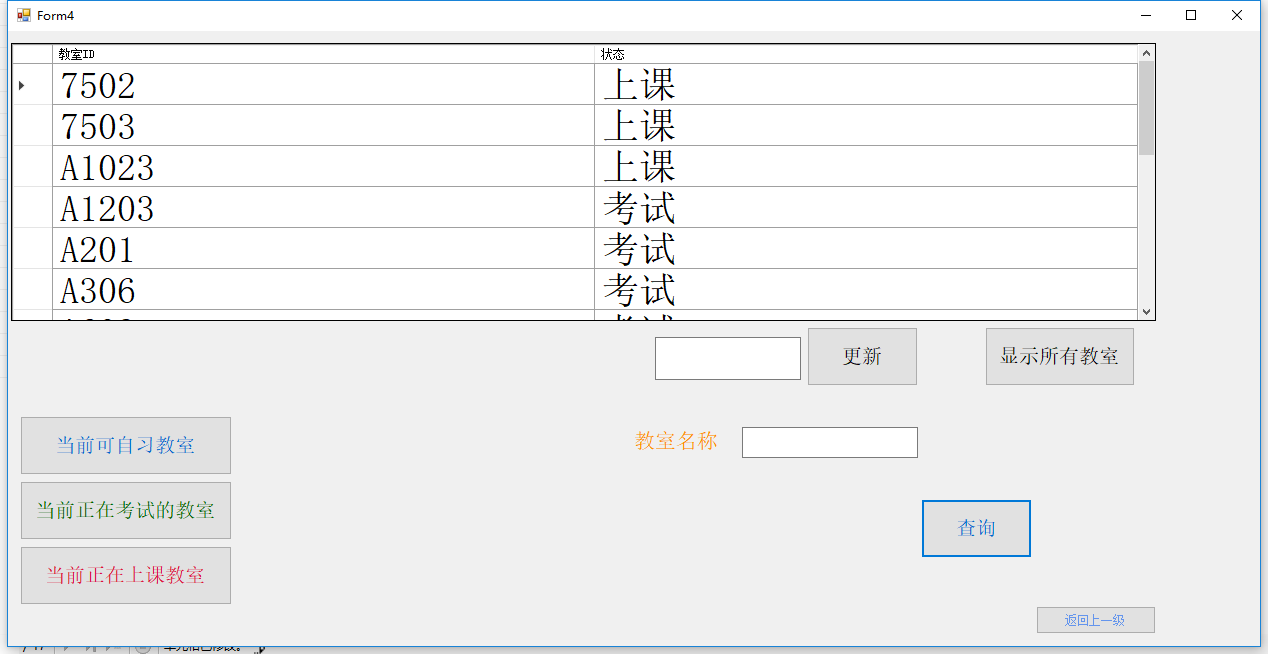 Form4
教室ID 状态
7502 上课
7503 上课
A1023 上课
A1203 考试
A201 考试
A306 考试
更新 显示所有教室
当前可自习教室
教室名称
当前正在考试的教室
查询
当前正在上课教室
返回上一级